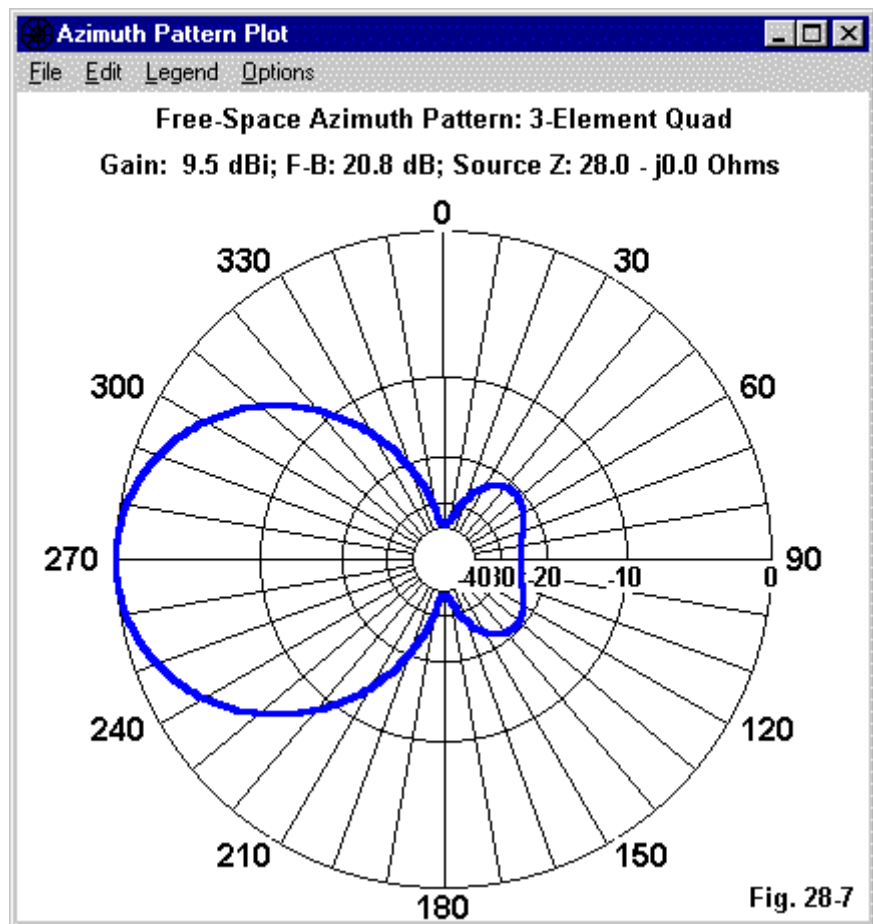 Azimuth Pattern Plot
File Edit Legend Options
Free-Space Azimuth Pattern: 3-Element Quad
Gain: 9.5 dBi; F-B: 20.8 dB; Source Z: 28.0 - j0.0 Ohms
0
330 30
300 60
270 90
-40 30 -20 -10 0
240 120
210 150
180
Fig. 28-7